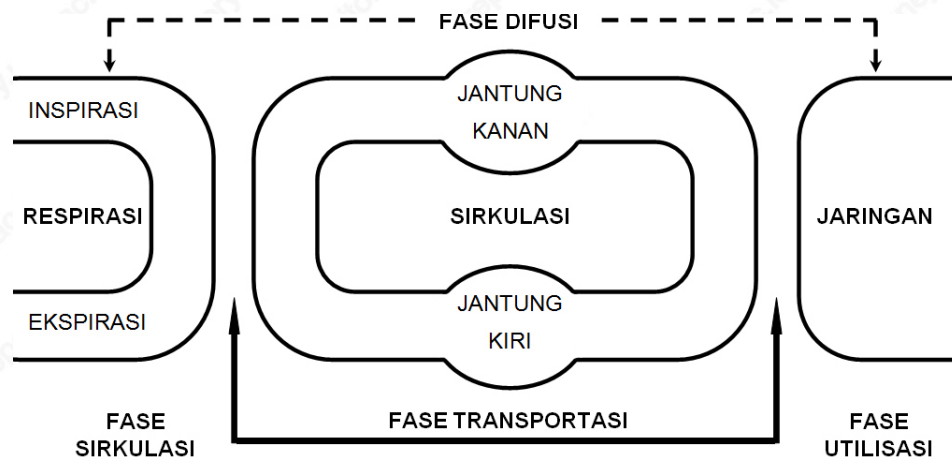 FASE DIFUSI
INSPIRASI
RESPIRASI
EKSPIRASI
JANTUNG
KANAN
SIRKULASI
JANTUNG
KIRI
JARINGAN
FASE
SIRKULASI
FASE TRANSPORTASI
FASE
UTILISASI